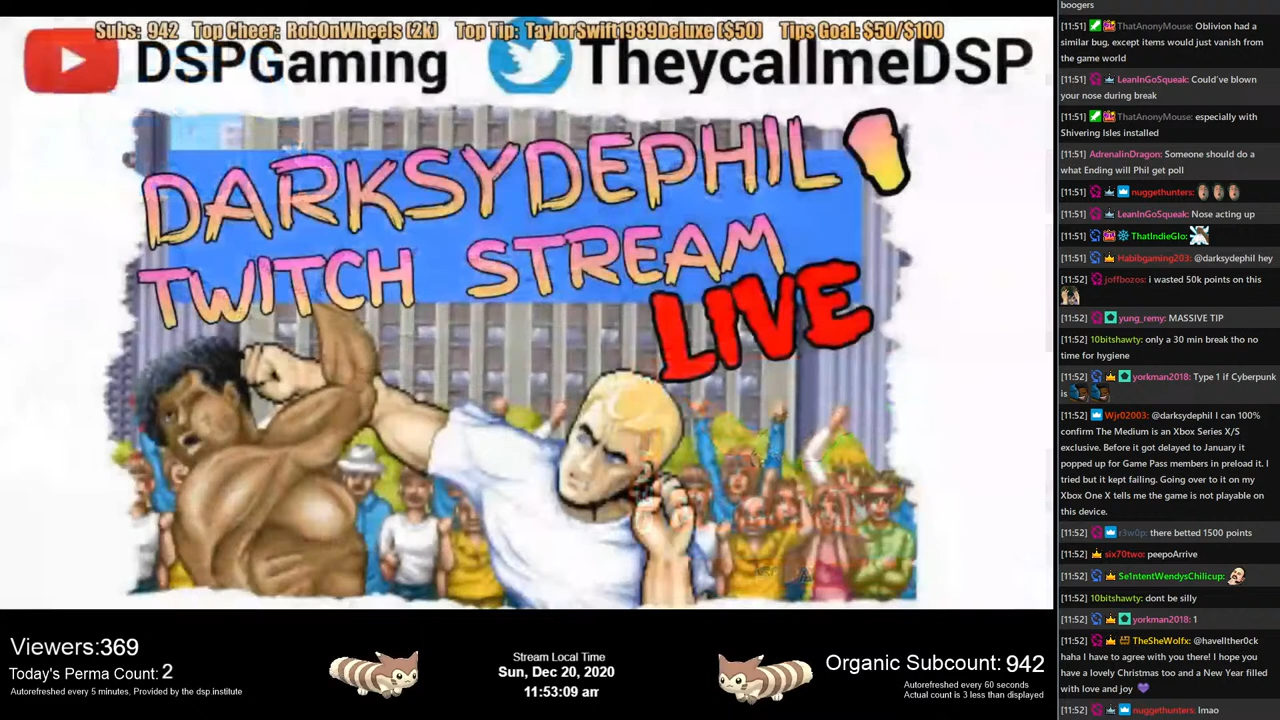 Subs: 942 Top Cheer: RobOnWheels (2k) Top Tip: TaylorSwift1989Deluxe ($50) Tips Goal: $50/$100
DSPGaming TheycallmeDSP
DARKSYDEPHIL
TWITCH STREAM
LIVE
Viewers:369
Today's Perma Count: 2
Autorefreshed every 5 minutes, Provided by the dsp.institute
Stream Local Time
Sun, Dec 20, 2020
11:53:09 am
Organic Subcount: 942
Autorefreshed every 60 seconds
Actual count is 3 less than displayed
boogers
[11:51] ThatAnonyMouse: Oblivion had a
similar bug, except items would just vanish from
the game world
[11:51] LeanInGoSqueak: Could've blown
your nose during break
[11:51] ThatAnonyMouse: especially with
Shivering Isles installed
[11:51] AdrenalinDragon: Someone should do a
what Ending will Phil get poll
[11:51] nuggethunters:
[11:51] LeanInGoSqueak: Nose acting up
[11:51] ThatIndieGlo:
[11:51] Habibgaming203: @darksydephil hey
[11:51] joffbozos: i wasted 50k points on this
[11:52] yung_remy: MASSIVE TIP
[11:52] 10bitshawty: only a 30 min break tho no
time for hygiene
[11:52] yorkman2018: Type 1 if Cyberpunk
is
[11:52] Wjr02003: @darksydephil I can 100%
confirm The Medium is an Xbox Series X/S
exclusive. Before it got delayed to January it
popped up for Game Pass members in preload it. I
tried but it kept failing. Going over to it on my
Xbox One X tells me the game is not playable on
this device.
[11:52] r3w0p: there betted 1500 points
[11:52] six70two: peepoArrive
[11:52] Se1ntentWendysChilicup:
[11:52] 10bitshawty: dont be silly
[11:52] yorkman2018: 1
[11:52] TheSheWolfx: @havellther0ck
haha I have to agree with you there! I hope you
have a lovely Christmas too and a New Year filled
with love and joy
[11:52] nuggethunters: lmao